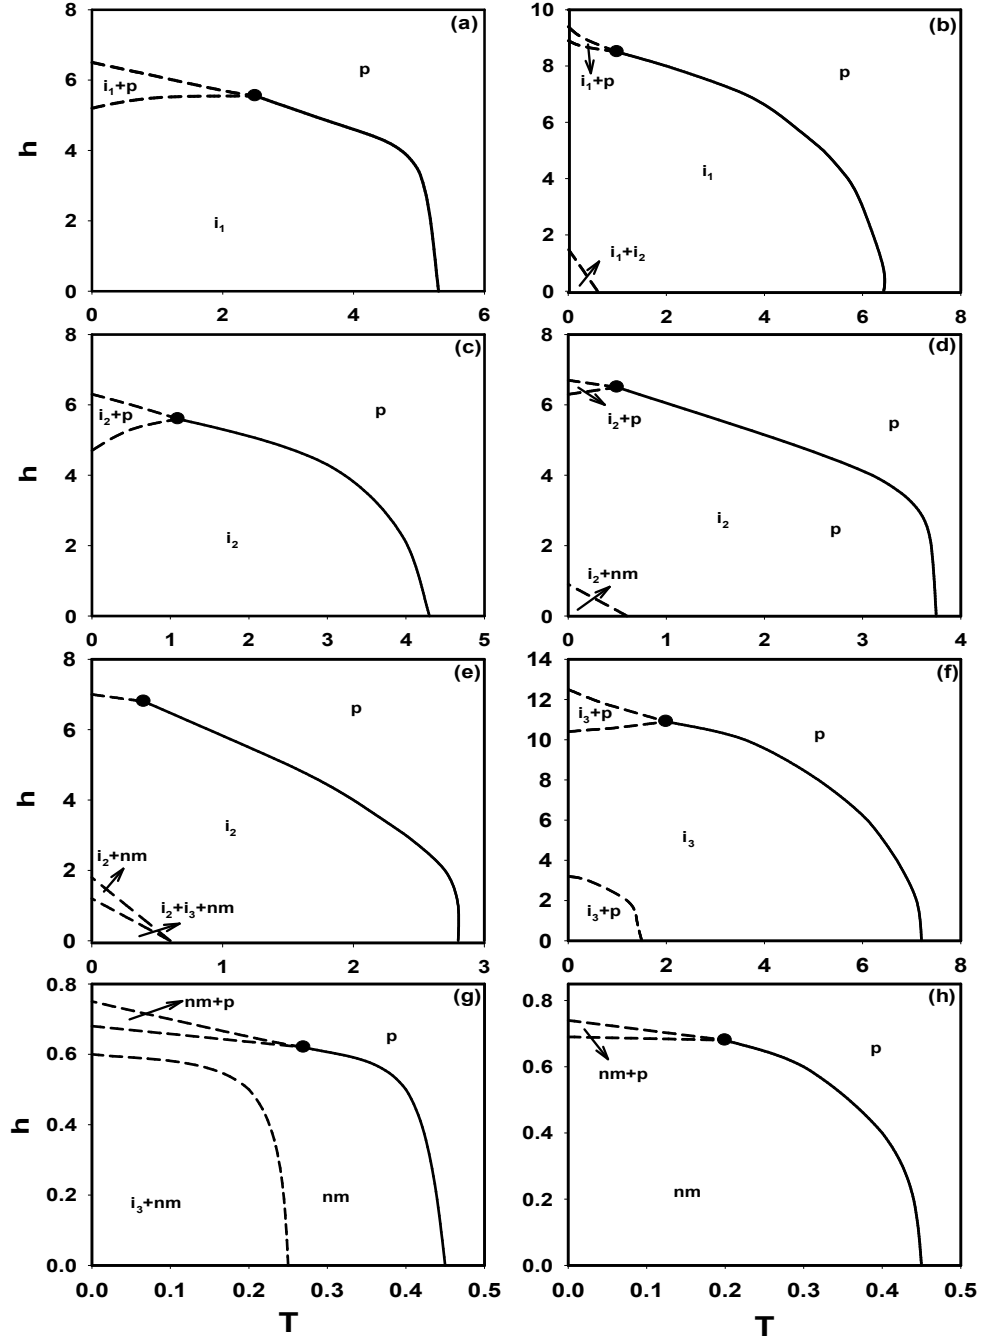 (a)
8
6
4
2
0
h
i₁+p
p
i₁
0 2 4 6
(b)
10
8
6
4
2
0
i₁+p
p
i₁
i₁+i₂
0 2 4 6 8
(c)
8
6
4
2
0
h
i₂+p
p
i₂
0 1 2 3 4 5
(d)
8
6
4
2
0
i₂+p
p
i₂
p
i₂+nm
0 1 2 3 4
(e)
8
6
4
2
0
h
p
i₂
i₂+nm
i₂+i₃+nm
0 1 2 3
(f)
14
12
10
8
6
4
2
0
i₃+p
p
i₃
i₃+p
0 2 4 6 8
(g)
0.8
0.6
0.4
0.2
0.0
h
nm+p
p
i₃+nm
nm
0.0 0.1 0.2 0.3 0.4 0.5
T
(h)
0.8
0.6
0.4
0.2
0.0
p
nm+p
nm
0.0 0.1 0.2 0.3 0.4 0.5
T